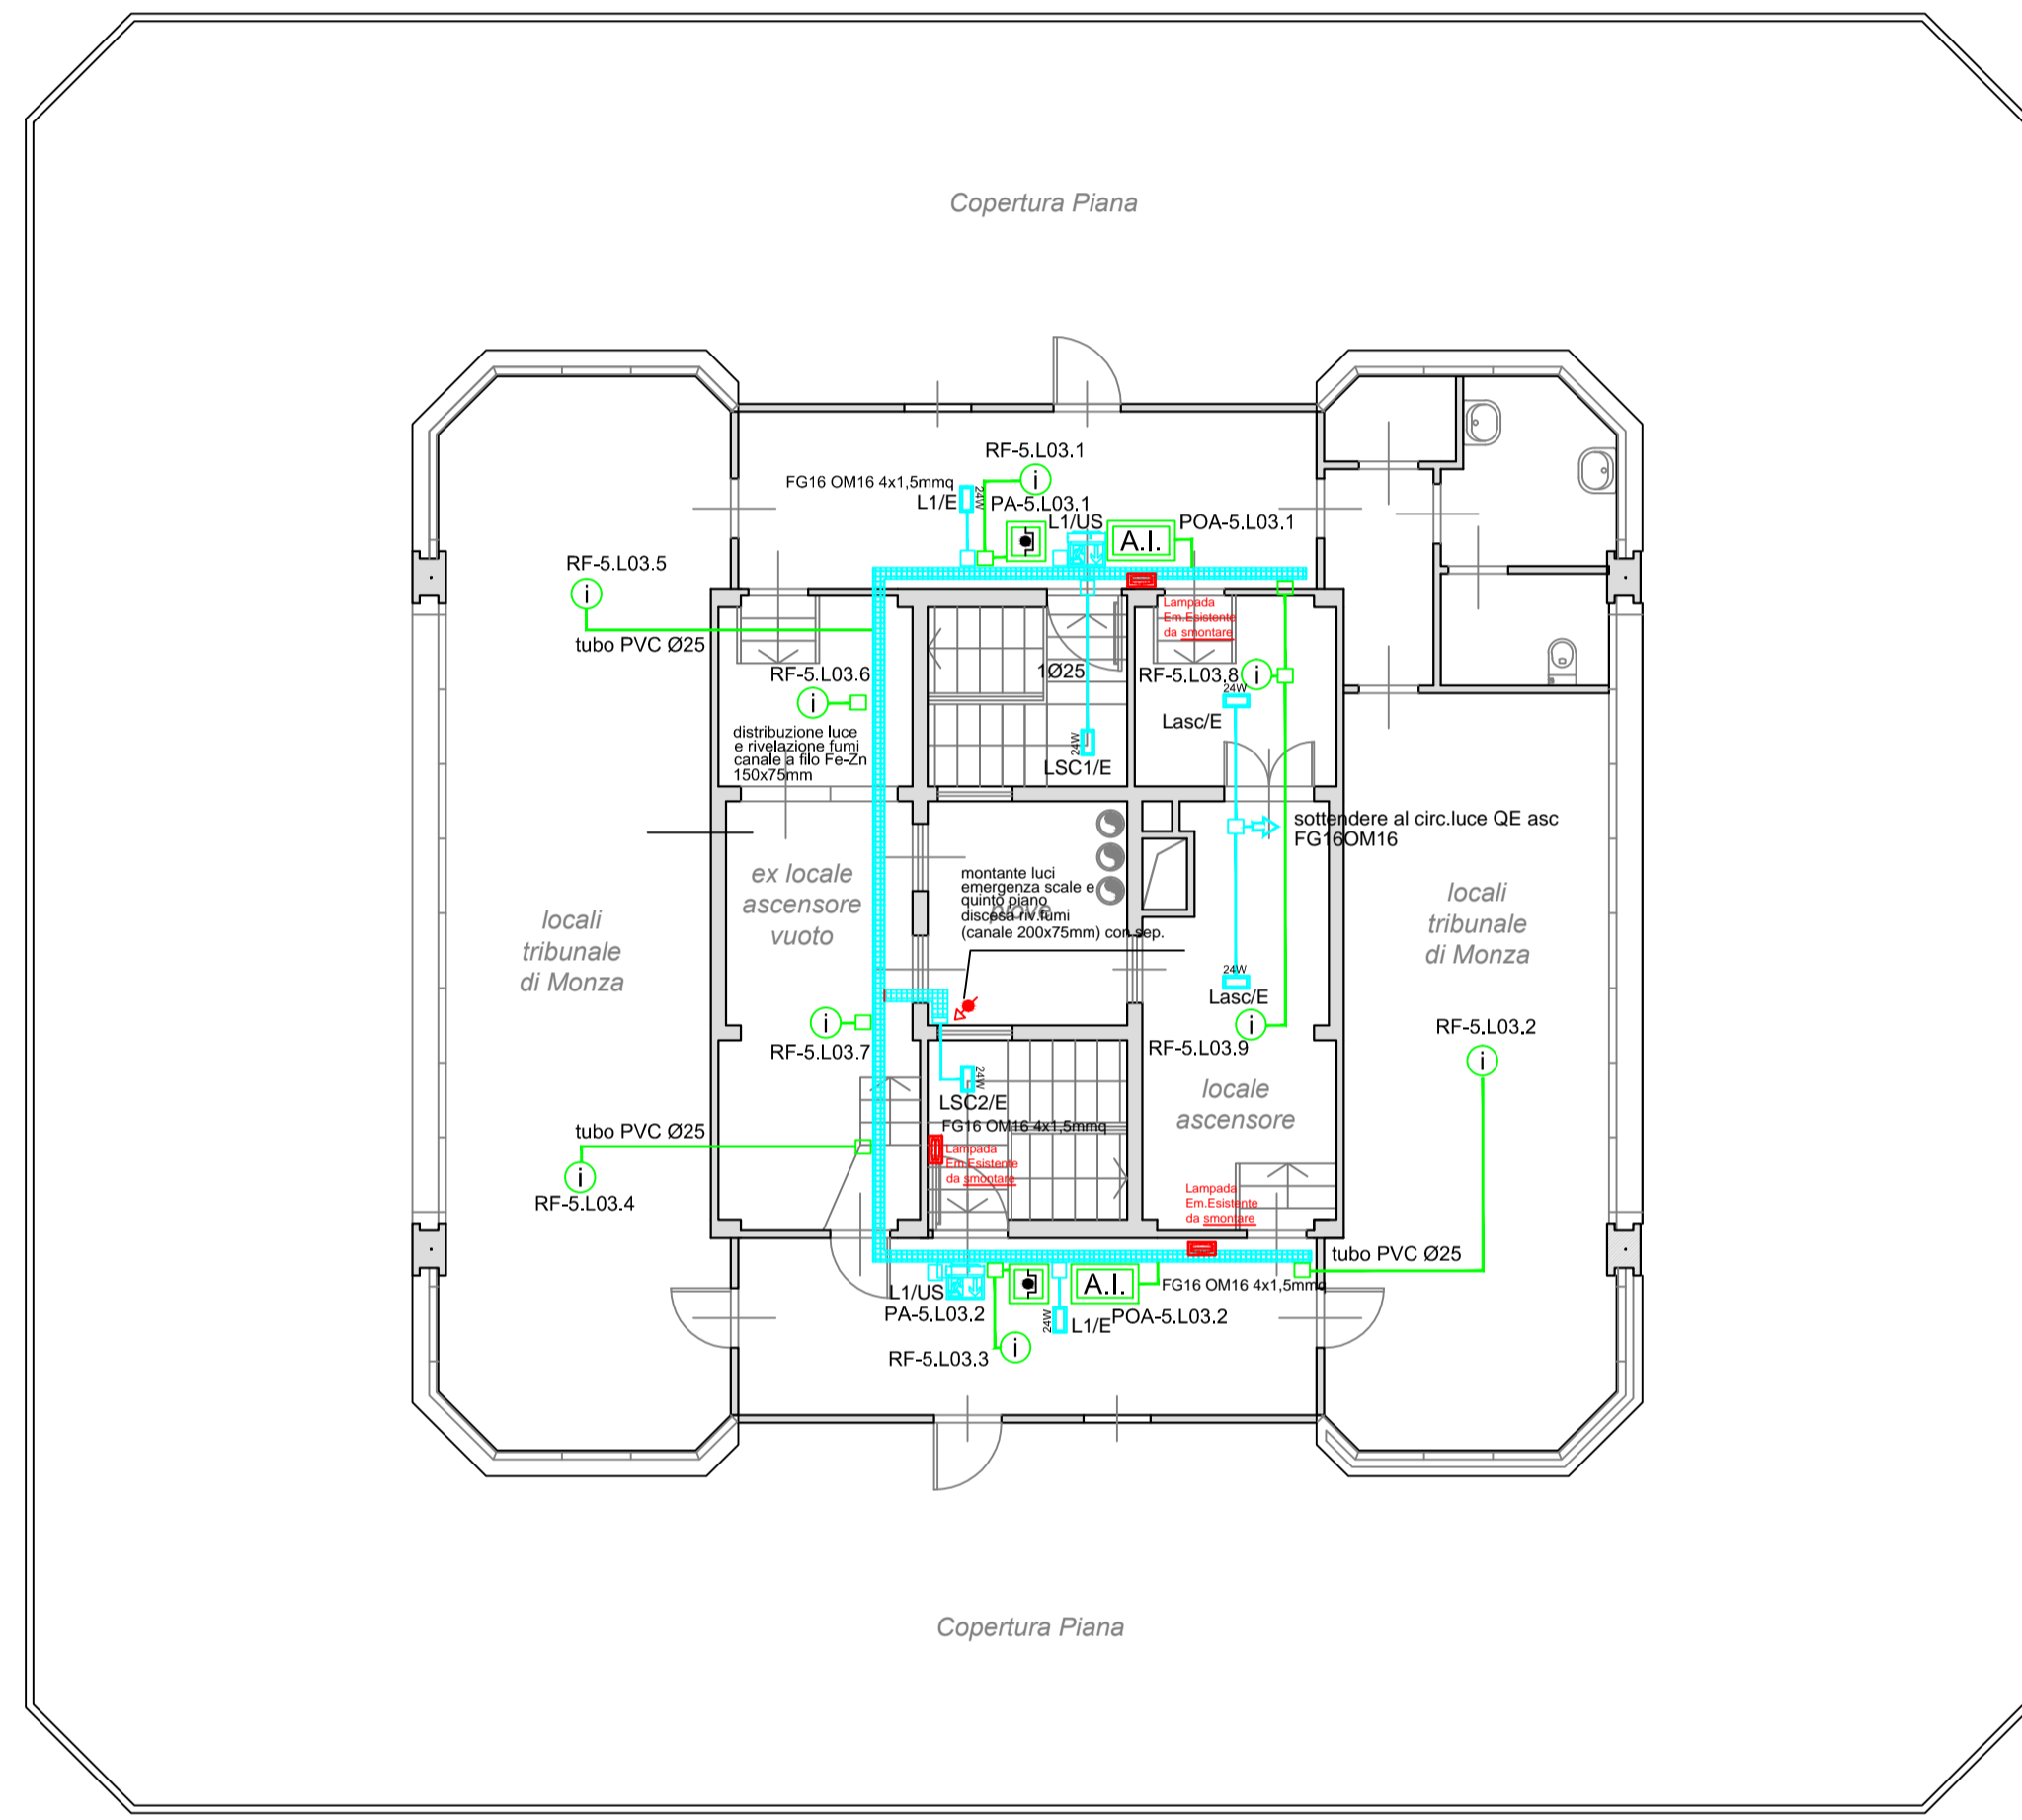 Copertura Piana
RF-5.L03.1
i
FG16 OM16 4x1,5mmq
24W
L1/E
PA-5.L03.1
L1/US
POA-5.L03.1
A.I.
RF-5.L03.5
i
tubo PVC Ø25
Lampada
Em.Esistente
da smontare
RF-5.L03.6
i
1Ø25
RF-5.L03.8
i
24W
Lasc/E
distribuzione luce
e rivelazione fumi
canale a filo Fe-Zn
150x75mm
24W
LSC1/E
sottendere al circ.luce QE asc
FG16OM16
ex locale
ascensore
vuoto
montante luci
emergenza scale e
quinto piano
discesa riv.fumi
(canale 200x75mm) con sep.
locali
tribunale
di Monza
locali
tribunale
di Monza
24W
Lasc/E
i
RF-5.L03.7
i
RF-5.L03.9
RF-5.L03.2
i
24W
LSC2/E
locale
ascensore
FG16 OM16 4x1,5mmq
tubo PVC Ø25
Lampada
Em.Esistente
da smontare
i
RF-5.L03.4
Lampada
Em.Esistente
da smontare
tubo PVC Ø25
L1/US
A.I.
FG16 OM16 4x1,5mmq
PA-5.L03.2
24W
L1/E
POA-5.L03.2
RF-5.L03.3
i
Copertura Piana